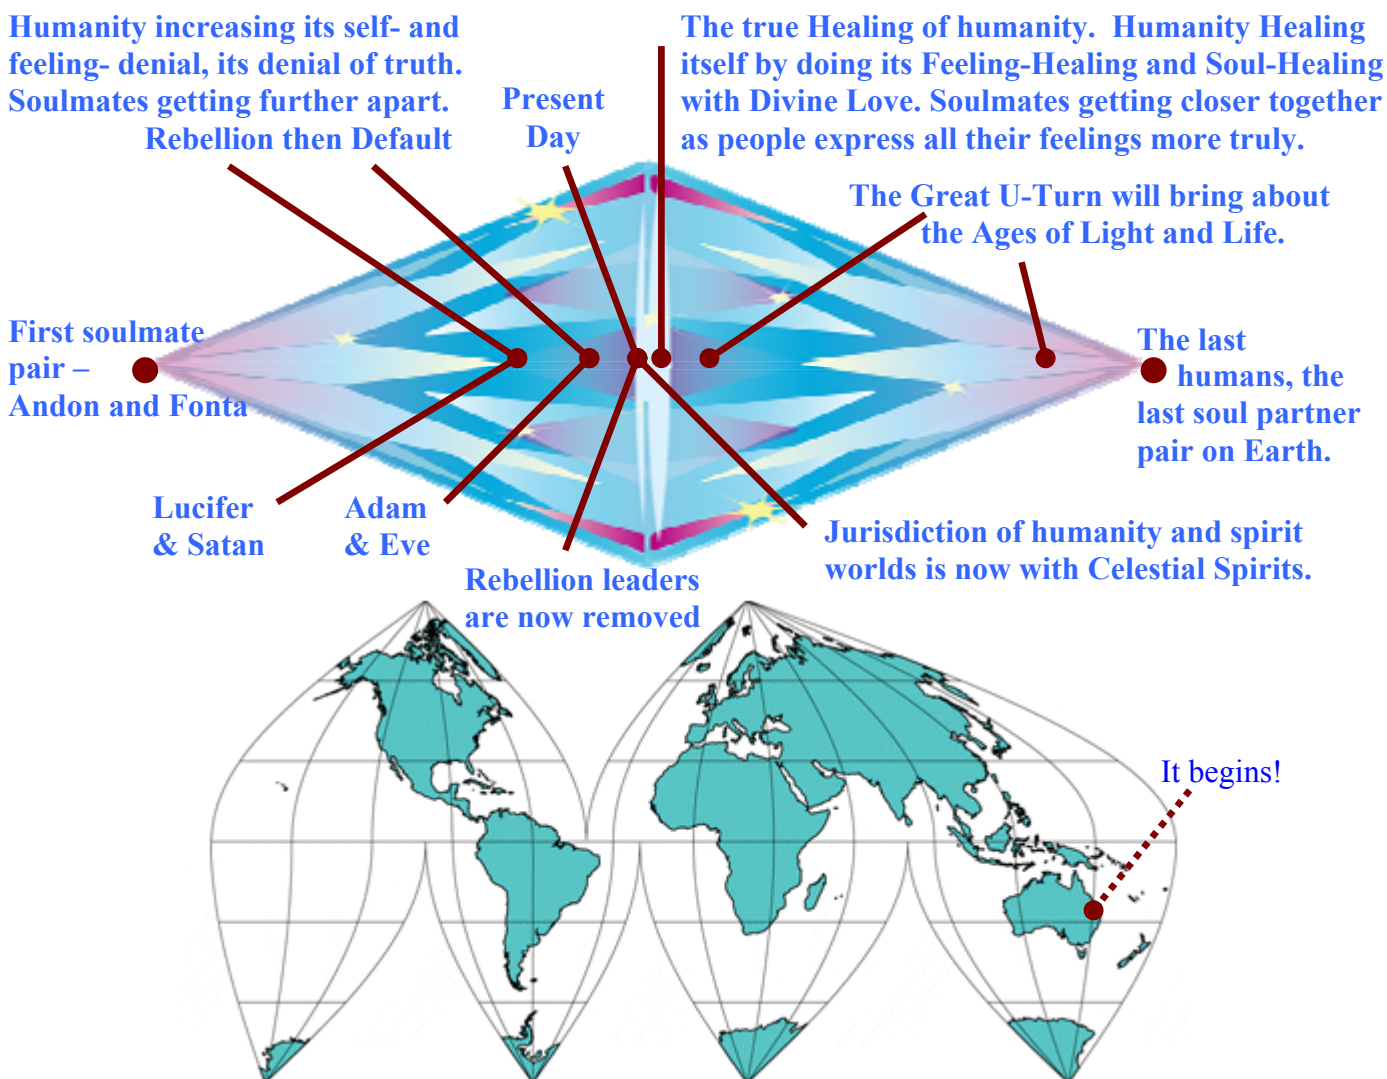 Humanity increasing its self- and
feeling- denial, its denial of truth.
Soulmates getting further apart.
Rebellion then Default
Present
Day
The true Healing of humanity.  Humanity Healing
itself by doing its Feeling-Healing and Soul-Healing
with Divine Love. Soulmates getting closer together
as people express all their feelings more truly.
The Great U-Turn will bring about
the Ages of Light and Life.
First soulmate
pair –
Andon and Fonta
The last
humans, the
last soul partner
pair on Earth.
Lucifer
& Satan
Adam
& Eve
Rebellion leaders
are now removed
Jurisdiction of humanity and spirit
worlds is now with Celestial Spirits.
It begins!